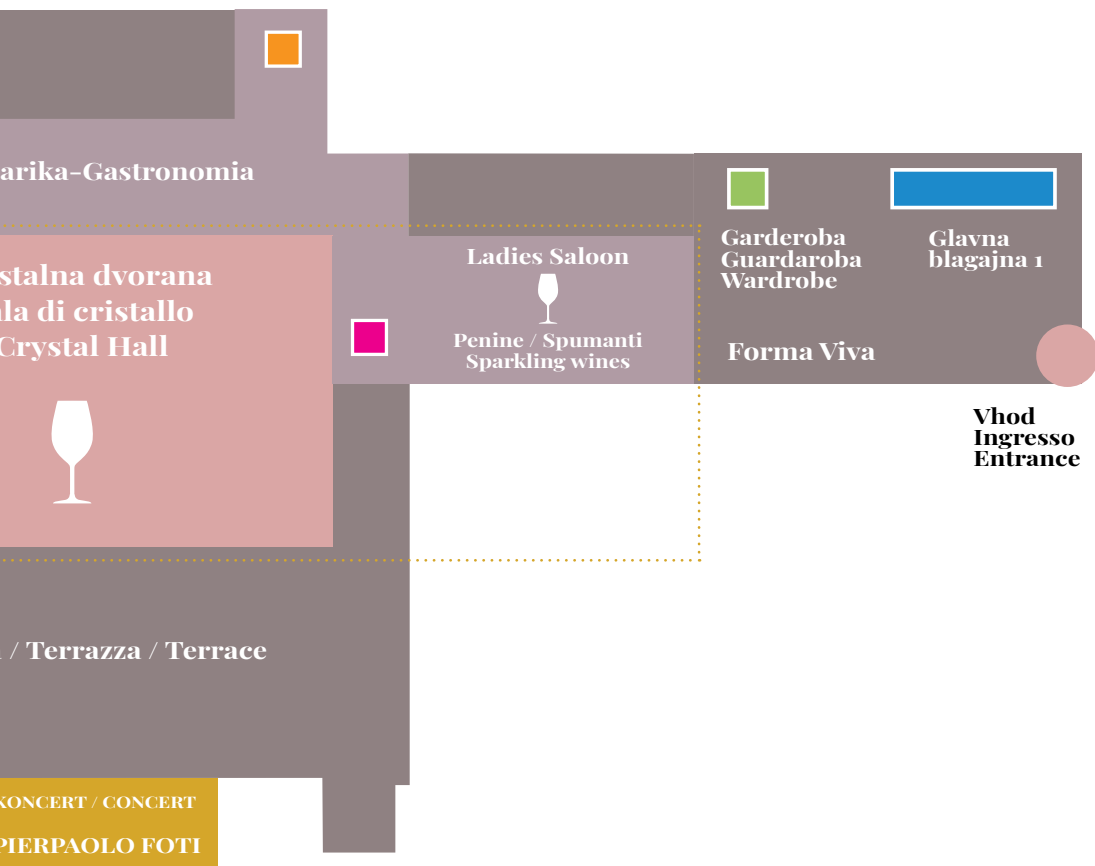 arika-Gastronomia
stalna dvorana
la di cristallo
Crystal Hall
Ladies Saloon
Penine / Spumanti
Sparkling wines
Garderoba
Guardaroba
Wardrobe
Glavna
blagajna 1
Forma Viva
Vhod
Ingresso
Entrance
/ Terrazza / Terrace
KONCERT / CONCERT
PIERPAOLO FOTI